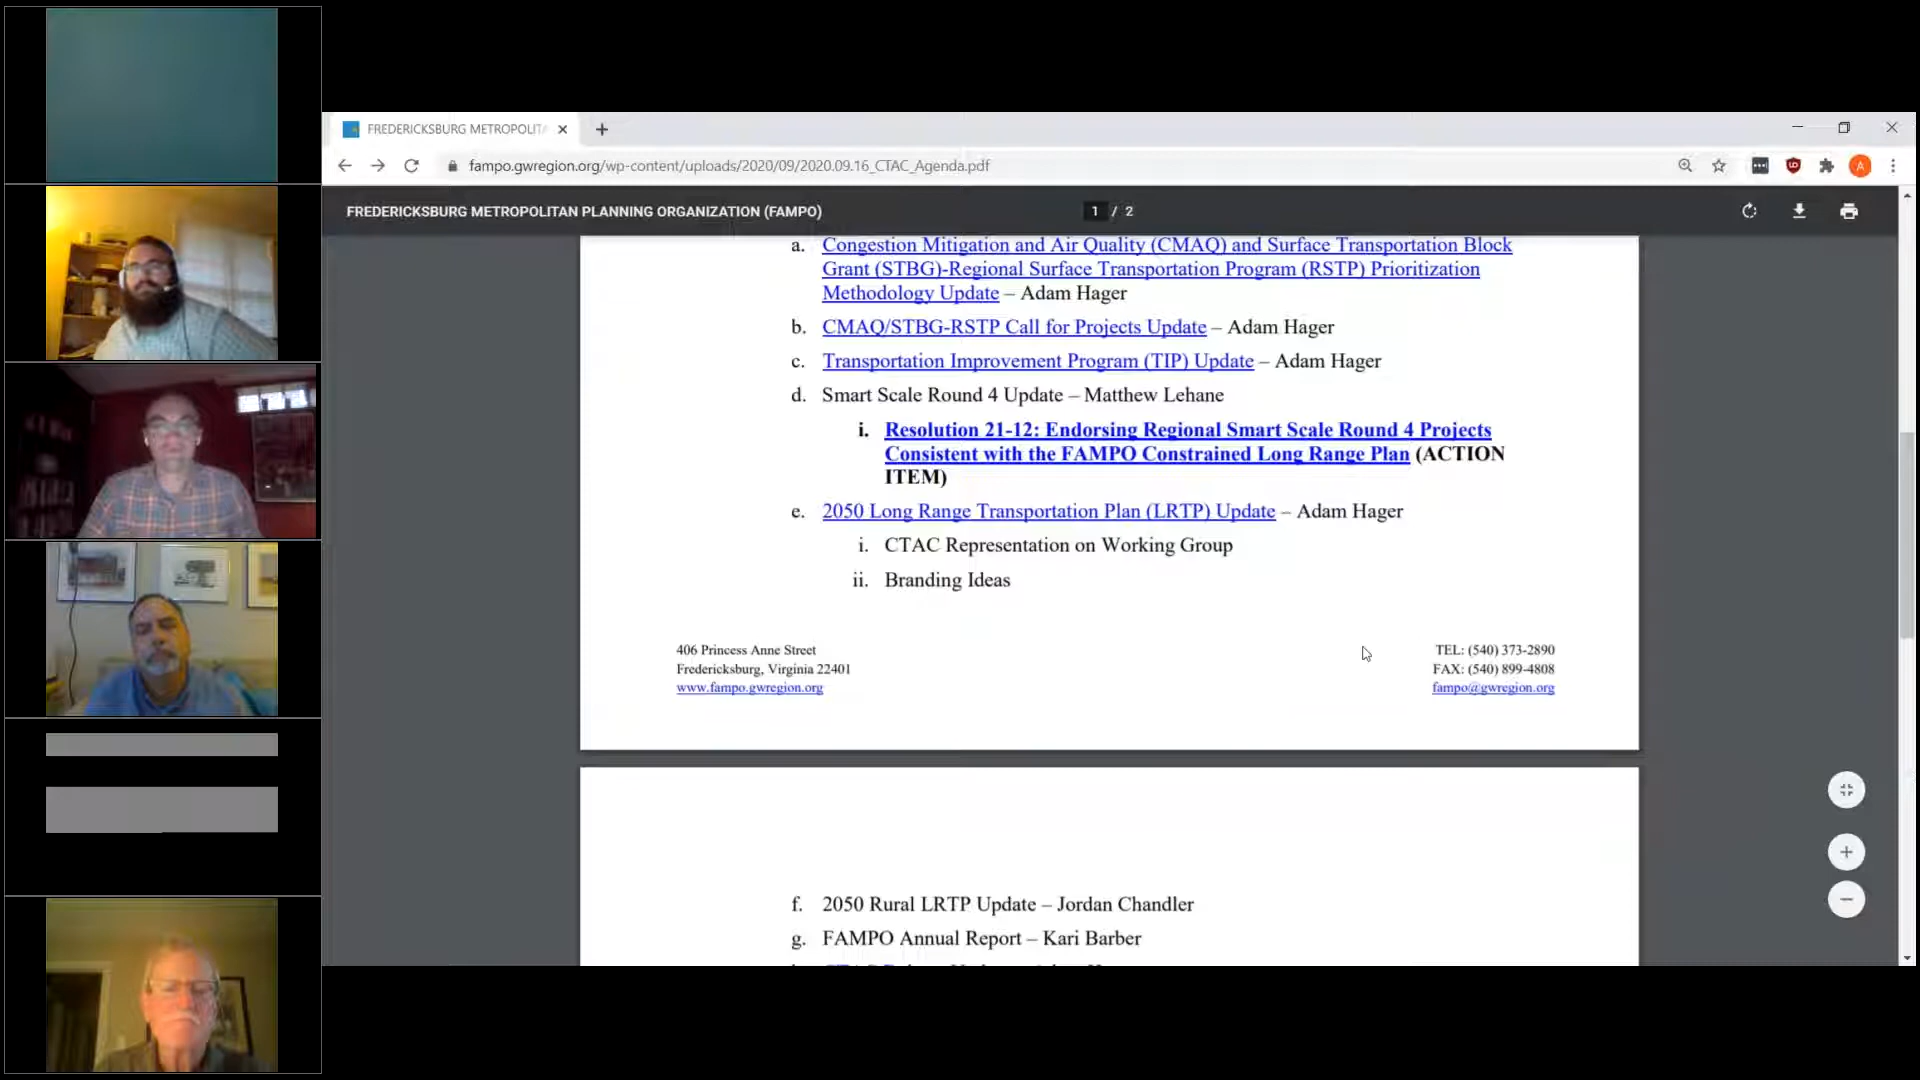 FREDERICKSBURG METROPOLIT
fampo.gwregion.org/wp-content/uploads/2020/09/2020.09.16_CTAC_Agenda.pdf
A
FREDERICKSBURG METROPOLITAN PLANNING ORGANIZATION (FAMPO)
1 / 2
a. Congestion Mitigation and Air Quality (CMAQ) and Surface Transportation Block
Grant (STBG)-Regional Surface Transportation Program (RSTP) Prioritization
Methodology Update – Adam Hager
b. CMAQ/STBG-RSTP Call for Projects Update – Adam Hager
c. Transportation Improvement Program (TIP) Update – Adam Hager
d. Smart Scale Round 4 Update – Matthew Lehane
i. Resolution 21-12: Endorsing Regional Smart Scale Round 4 Projects
Consistent with the FAMPO Constrained Long Range Plan (ACTION
ITEM)
e. 2050 Long Range Transportation Plan (LRTP) Update – Adam Hager
i. CTAC Representation on Working Group
ii. Branding Ideas
406 Princess Anne Street
Fredericksburg, Virginia 22401
www.fampo.gwregion.org
TEL: (540) 373-2890
FAX: (540) 899-4808
fampo@gwregion.org
f. 2050 Rural LRTP Update – Jordan Chandler
g. FAMPO Annual Report – Kari Barber